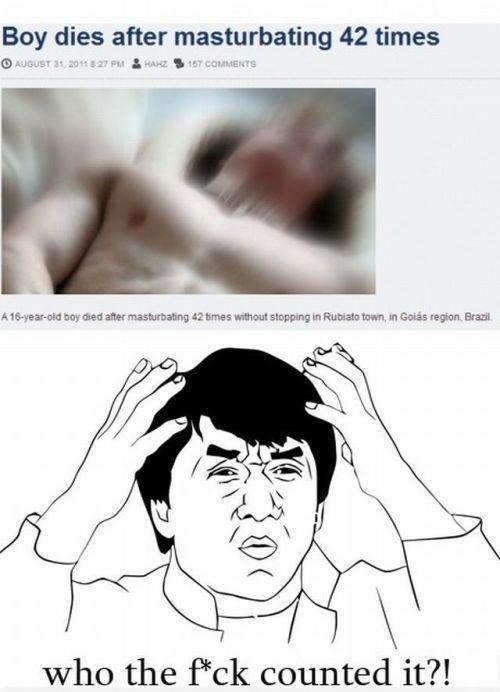 Boy dies after masturbating 42 times
AUGUST 31, 2011 8:27 PM HAHZ 157 COMMENTS
A 16-year-old boy died after masturbating 42 times without stopping in Rubiato town, in Goiás region, Brazil.
who the f*ck counted it?!